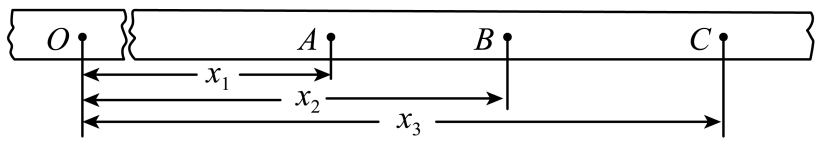 O A B C
x₁
x₂
x₃